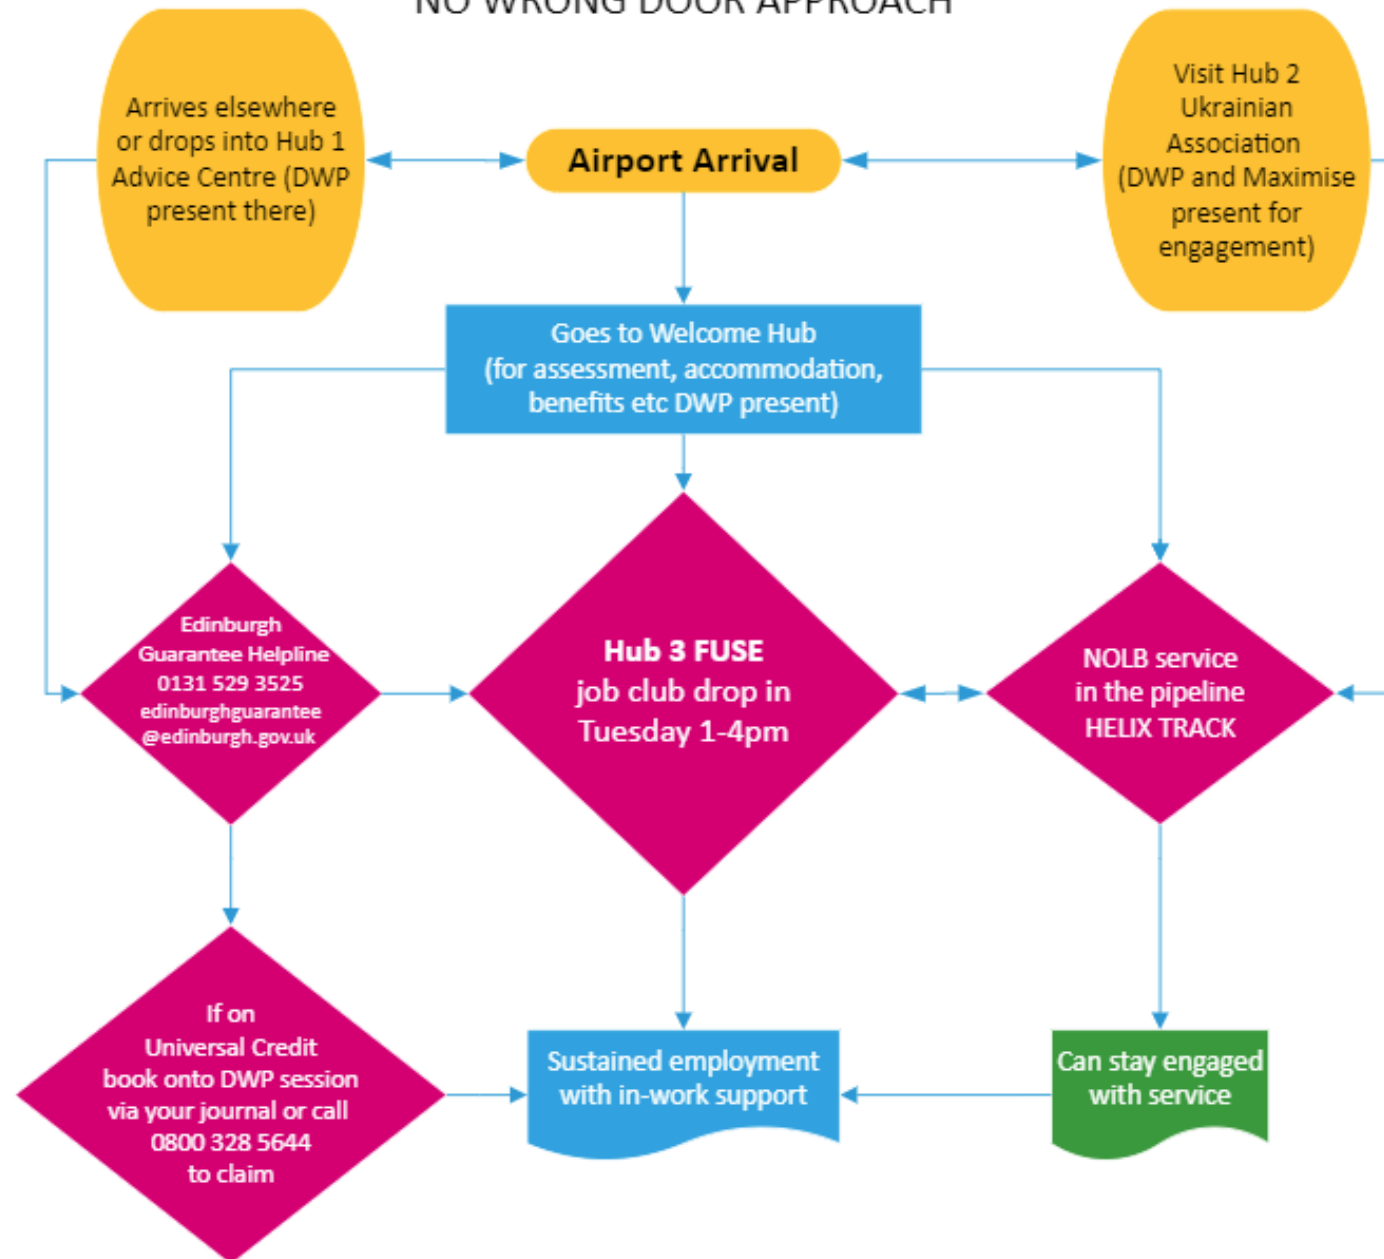 NO WRONG DOOR APPROACH
Arrives elsewhere
or drops into Hub 1
Advice Centre (DWP
present there)
Airport Arrival
Visit Hub 2
Ukrainian
Association
(DWP and Maximise
present for
engagement)
Goes to Welcome Hub
(for assessment, accommodation,
benefits etc DWP present)
Edinburgh
Guarantee Helpline
0131 529 3525
edinburghguarantee
@edinburgh.gov.uk
Hub 3 FUSE
job club drop in
Tuesday 1-4pm
NOLB service
in the pipeline
HELIX TRACK
If on
Universal Credit
book onto DWP session
via your journal or call
0800 328 5644
to claim
Sustained employment
with in-work support
Can stay engaged
with service